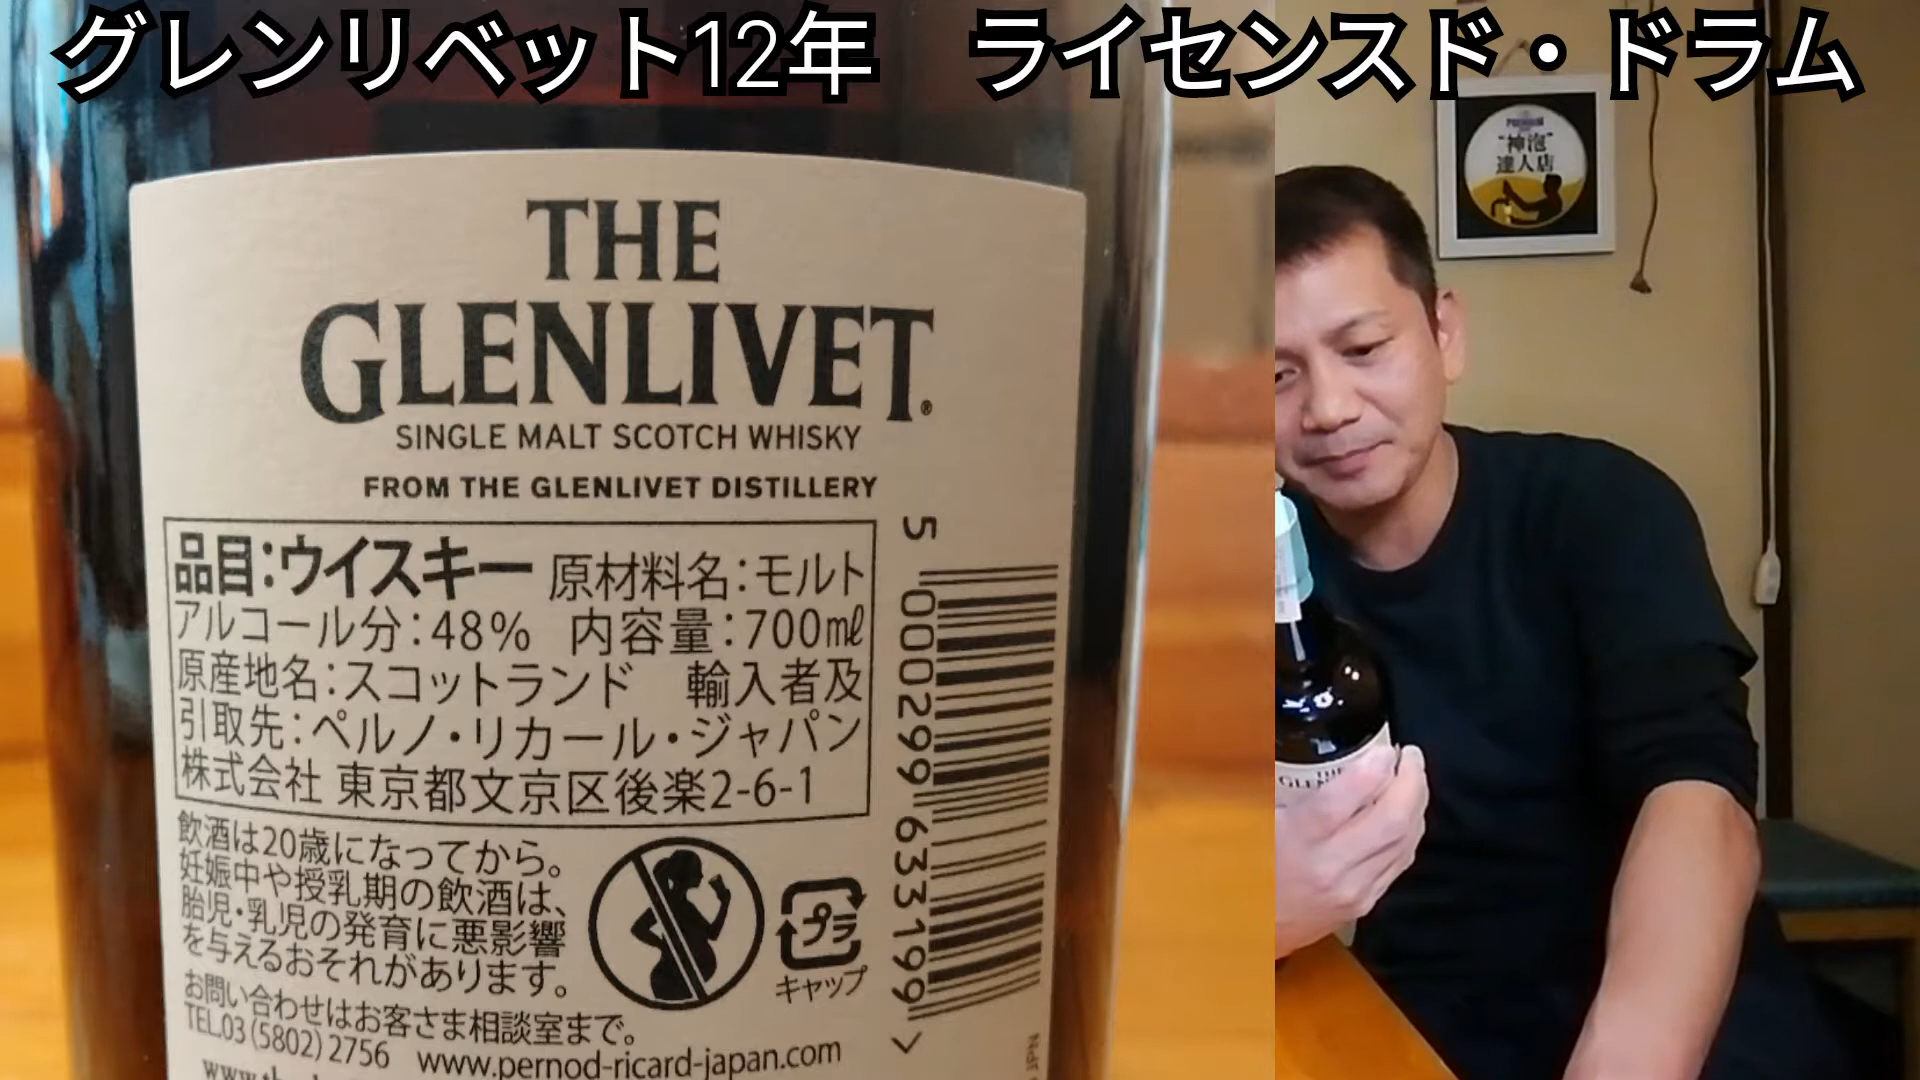 グレンリベット12年　ライセンスド・ドラム
THE
GLENLIVET®
SINGLE MALT SCOTCH WHISKY
FROM THE GLENLIVET DISTILLERY
品目:ウイスキー 原材料名:モルト
アルコール分:48% 内容量:700㎖
原産地名:スコットランド 輸入者及
引取先:ペルノ・リカール・ジャパン
株式会社 東京都文京区後楽2-6-1
飲酒は20歳になってから。
妊娠中や授乳期の飲酒は、
胎児・乳児の発育に悪影響
を与えるおそれがあります。
プラ
キャップ
お問い合わせはお客さま相談室まで。
TEL.03 (5802) 2756 www.pernod-ricard-japan.com
5 000299 633199 >
"神泡"
達人店
THE